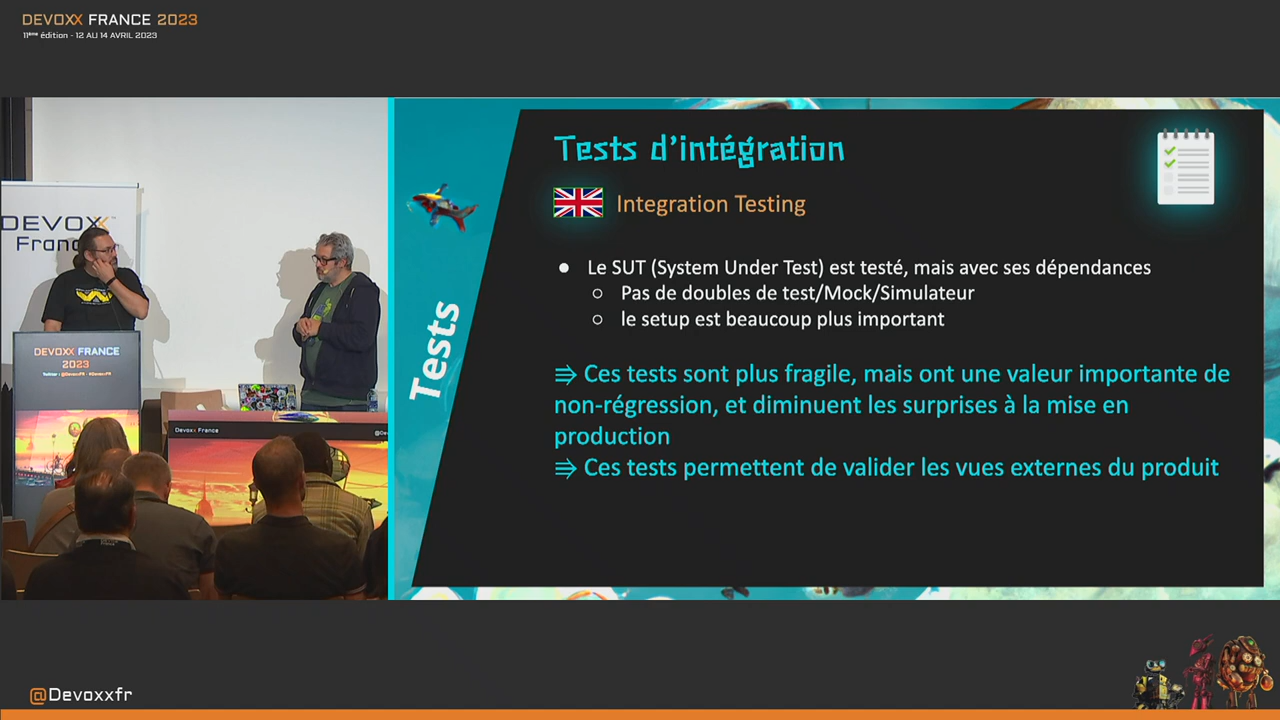 DEVOXX FRANCE 2023
11ème édition - 12 AU 14 AVRIL 2023
DEVOXX™
France
DEVOXX FRANCE
2023
Twitter : @DevoxxFR - #DevoxxFR
Devoxx France
Tests
Tests d'intégration
Integration Testing
● Le SUT (System Under Test) est testé, mais avec ses dépendances
○ Pas de doubles de test/Mock/Simulateur
○ le setup est beaucoup plus important
⇛ Ces tests sont plus fragile, mais ont une valeur importante de
non-régression, et diminuent les surprises à la mise en
production
⇛ Ces tests permettent de valider les vues externes du produit
@Devoxxfr